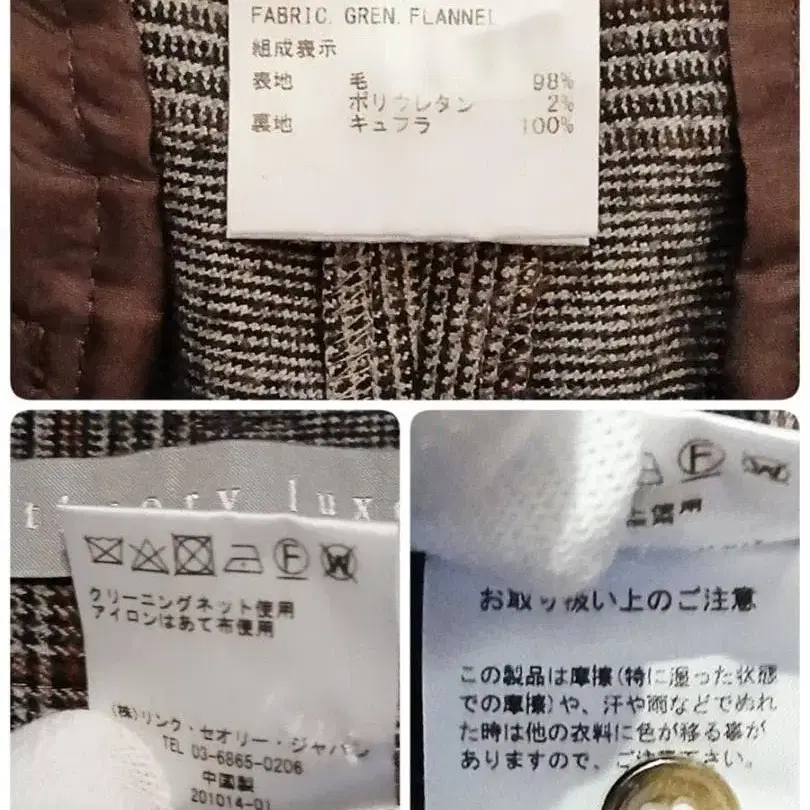 FABRIC. GREN.FLANNEL
組成表示
表地 毛 98%
ポリウレタン 2%
裏地 キュプラ 100%
theory lux
クリーニングネット使用
アイロンはあて布使用
(株)リンク・セオリー・ジャパン
TEL 03-6865-0206
中国製
201014-01
F
W
使用
お取り扱い上のご注意
この製品は摩擦(特に湿った状態
での摩擦)や、汗や雨などでぬれ
た時は他の衣料に色が移る事が
ありますので、ご注意下さい。